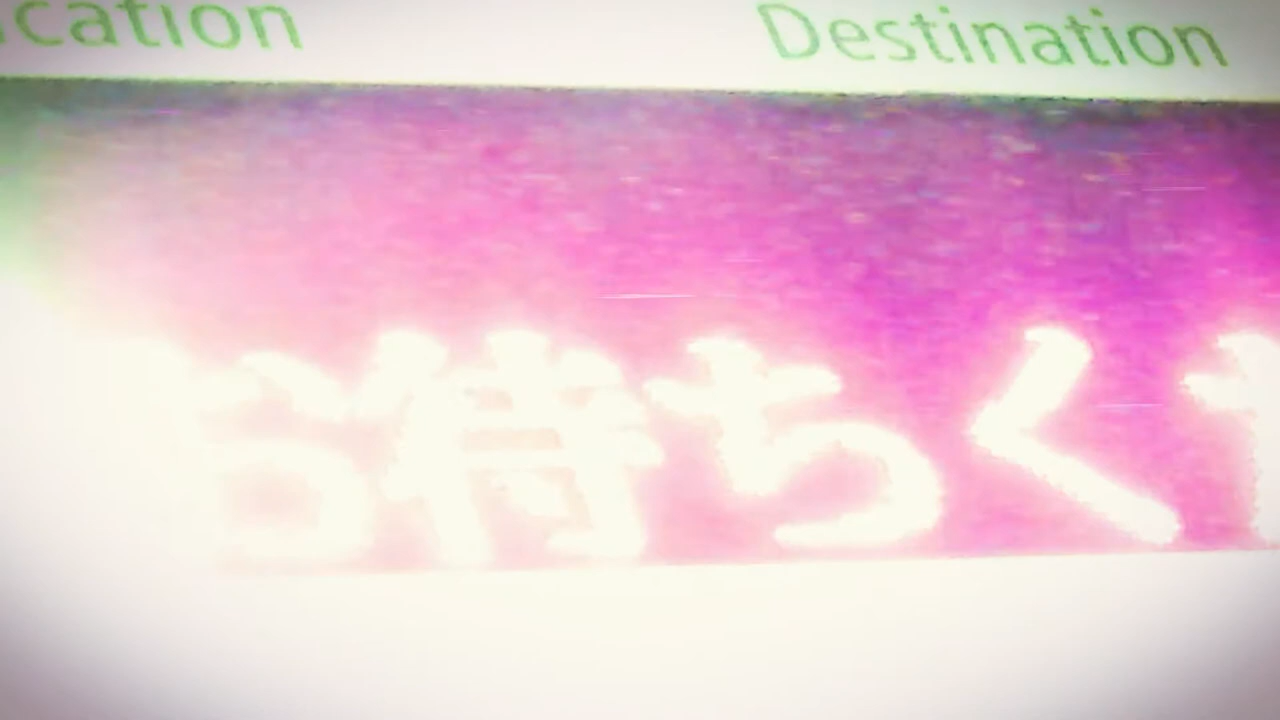 cation Destination
お待ちく